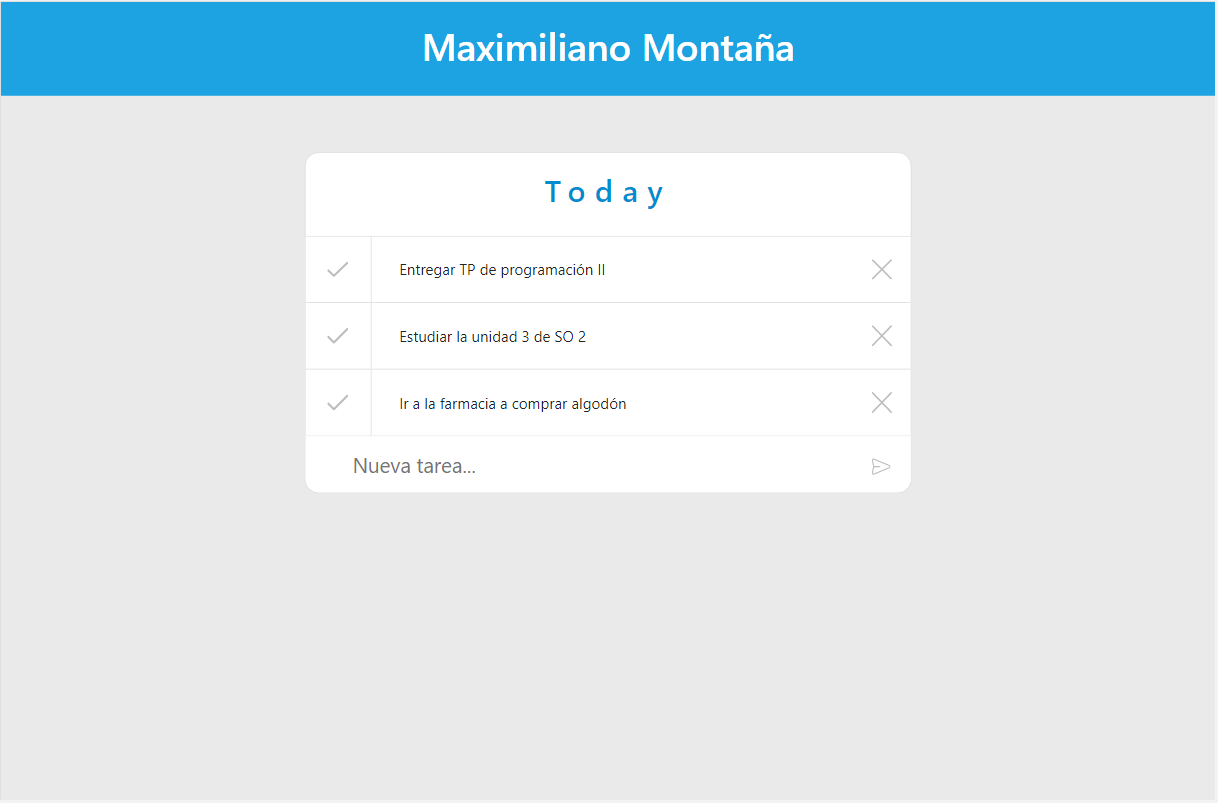 Maximiliano Montaña
Today
Entregar TP de programación II
Estudiar la unidad 3 de SO 2
Ir a la farmacia a comprar algodón
Nueva tarea...